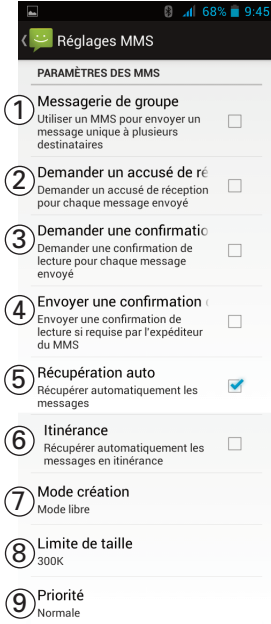 68% 9:45
Réglages MMS
PARAMÈTRES DES MMS
1 Messagerie de groupe
Utiliser un MMS pour envoyer un
message unique à plusieurs
destinataires
2 Demander un accusé de ré
Demander un accusé de réception
pour chaque message envoyé
3 Demander une confirmatio
Demander une confirmation de
lecture pour chaque message
envoyé
4 Envoyer une confirmation
Envoyer une confirmation de
lecture si requise par l'expéditeur
du MMS
5 Récupération auto
Récupérer automatiquement les
messages
6 Itinérance
Récupérer automatiquement les
messages en itinérance
7 Mode création
Mode libre
8 Limite de taille
300K
9 Priorité
Normale